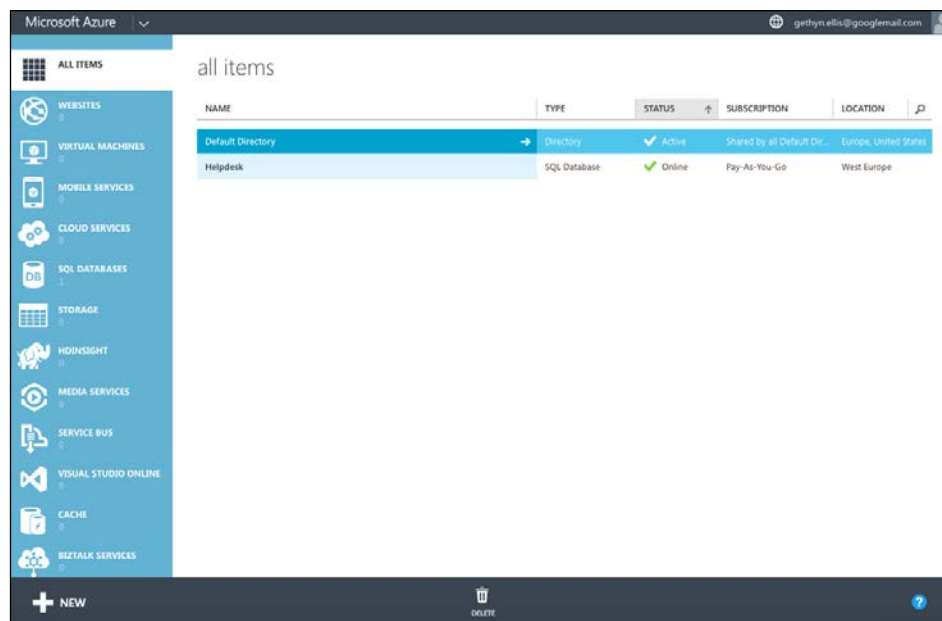 Microsoft Azure
gethyn.ellis@googlemail.com
ALL ITEMS
WEBSITES
0
VIRTUAL MACHINES
0
MOBILE SERVICES
0
CLOUD SERVICES
0
SQL DATABASES
1
STORAGE
0
HDINSIGHT
0
MEDIA SERVICES
0
SERVICE BUS
0
VISUAL STUDIO ONLINE
0
CACHE
0
BIZTALK SERVICES
0
all items
NAME TYPE STATUS SUBSCRIPTION LOCATION
Default Directory Directory Active Shared by all Default Dir... Europe, United States
Helpdesk SQL Database Online Pay-As-You-Go West Europe
NEW
DELETE
?